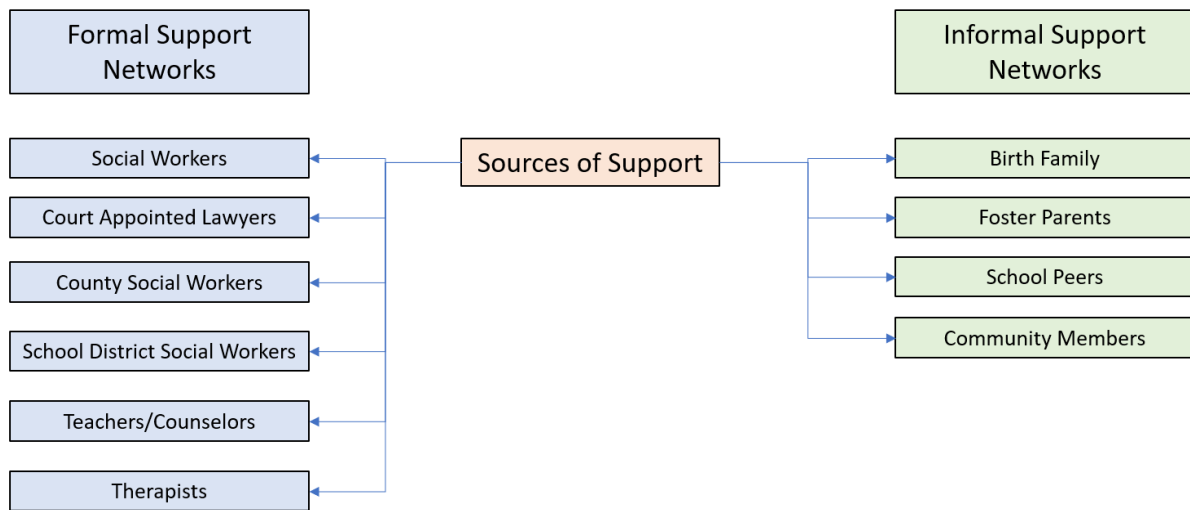 Formal Support
Networks
Informal Support
Networks
Sources of Support
Social Workers
Court Appointed Lawyers
County Social Workers
School District Social Workers
Teachers/Counselors
Therapists
Birth Family
Foster Parents
School Peers
Community Members